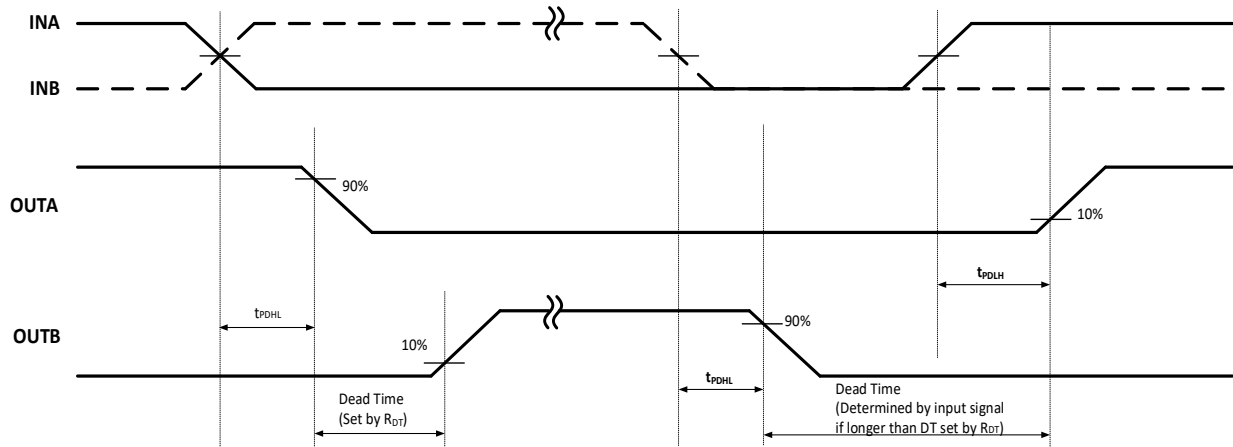 INA
INB
OUTA
90%
10%
tPDLH
tPDHL
OUTB
10%
90%
tPDHL
Dead Time
(Set by RDT)
Dead Time
(Determined by input signal
if longer than DT set by RDT)